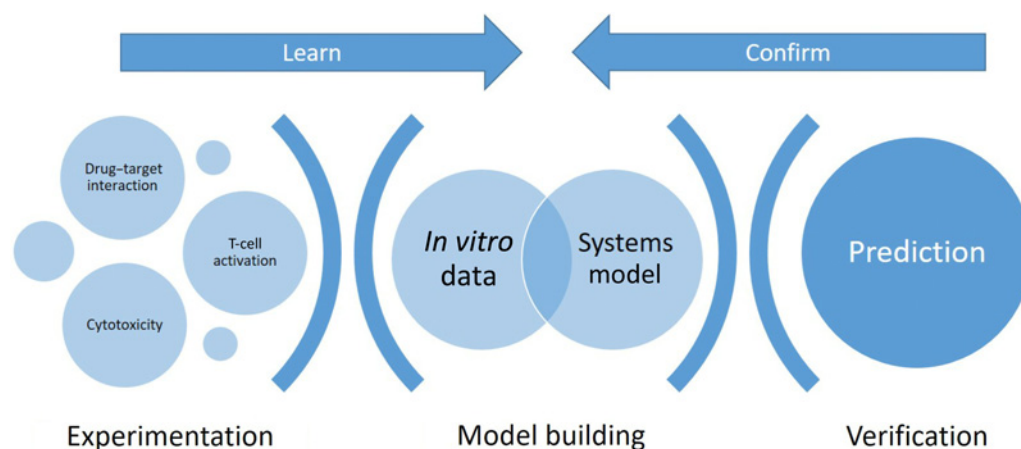 Learn
Confirm
Drug–target
interaction
T-cell
activation
Cytotoxicity
In vitro
data
Systems
model
Prediction
Experimentation
Model building
Verification